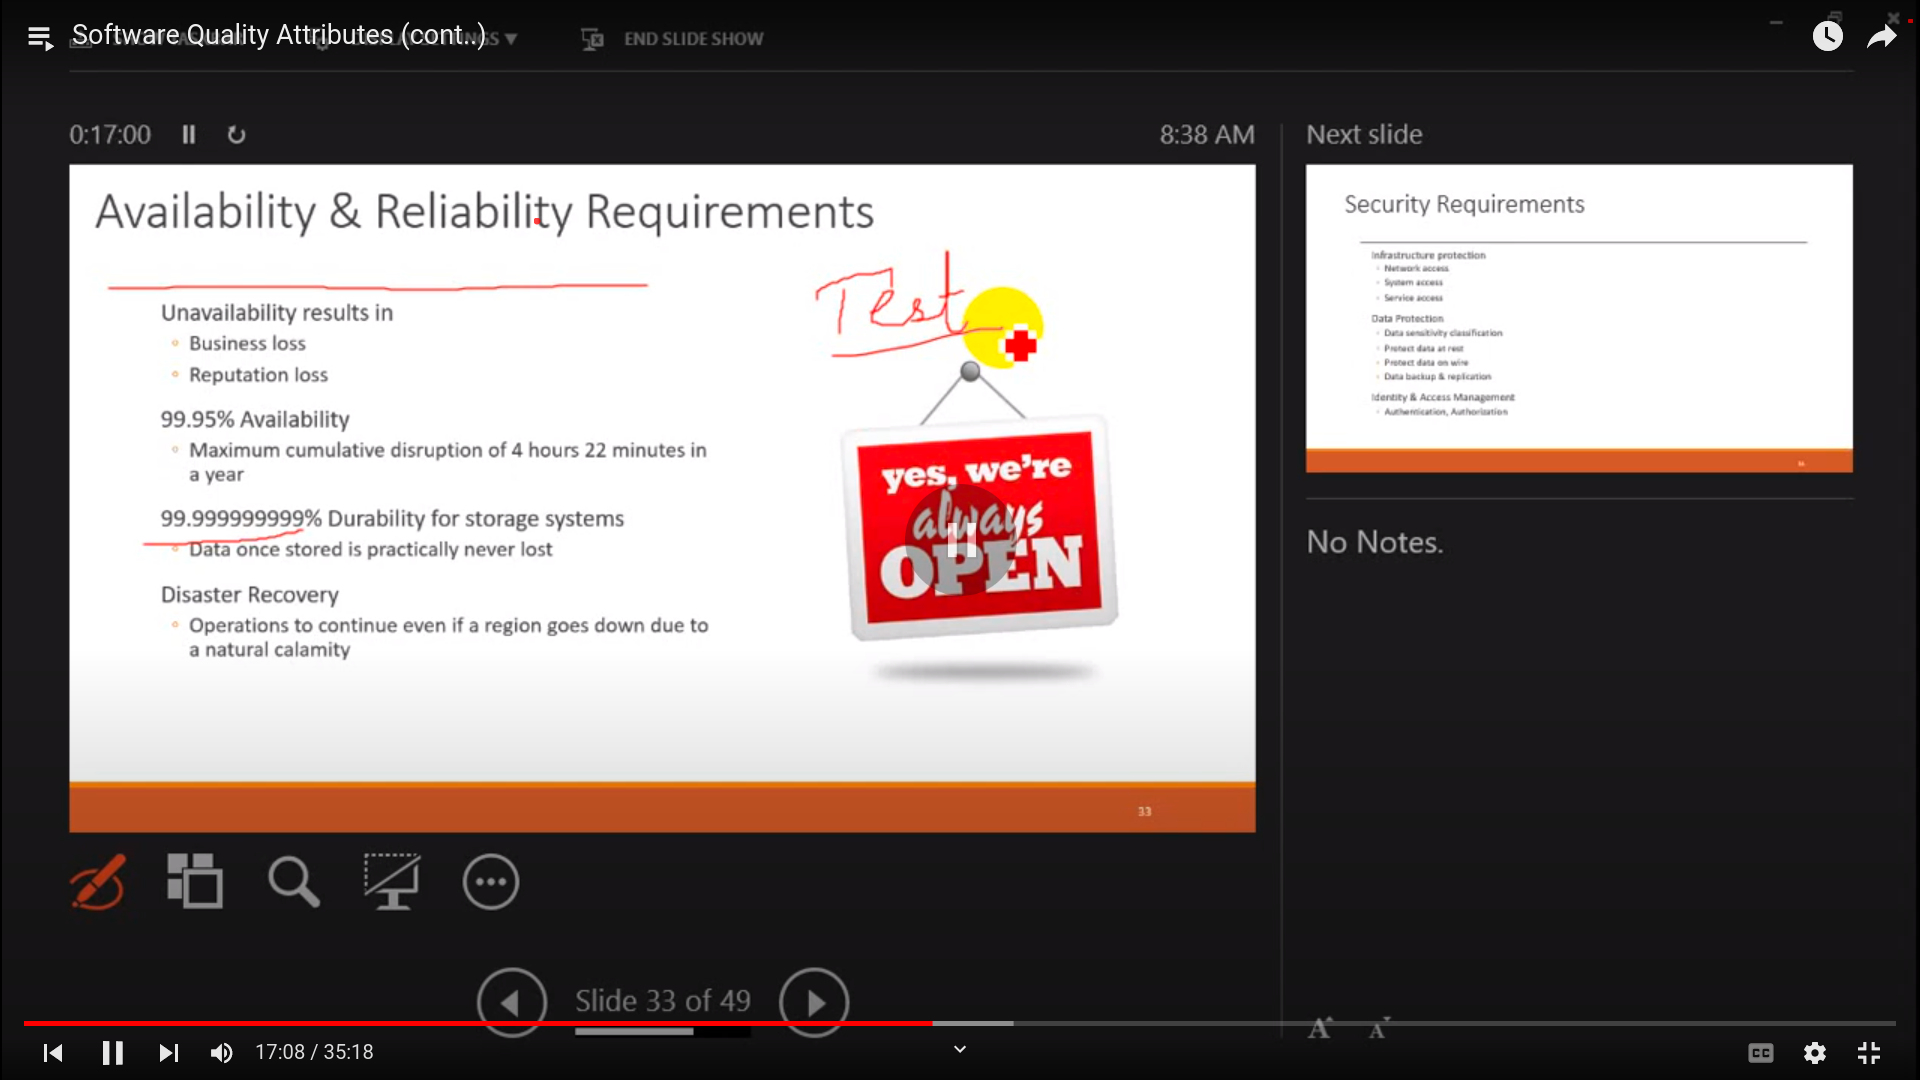 Software Quality Attributes (cont..)
END SLIDE SHOW
0:17:00
8:38 AM
Next slide
Availability & Reliability Requirements
Test
Unavailability results in
Business loss
Reputation loss
99.95% Availability
Maximum cumulative disruption of 4 hours 22 minutes in
a year
99.999999999% Durability for storage systems
Data once stored is practically never lost
Disaster Recovery
Operations to continue even if a region goes down due to
a natural calamity
yes, we're
always
OPEN
33
Security Requirements
Infrastructure protection
Network access
System access
Service access
Data Protection
Data sensitivity classification
Protect data at rest
Protect data on wire
Data backup & replication
Identity & Access Management
Authentication, Authorization
No Notes.
Slide 33 of 49
A A
17:08 / 35:18
CC